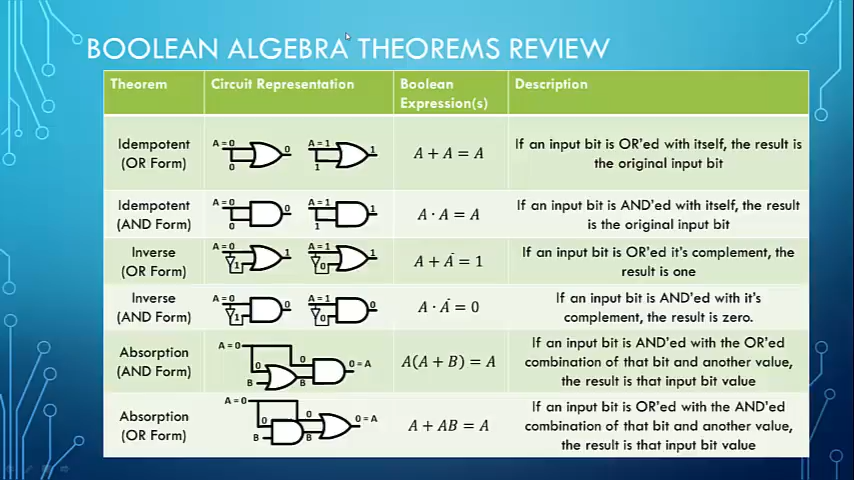 BOOLEAN ALGEBRA THEOREMS REVIEW
Theorem
Circuit Representation
Boolean
Expression(s)
Description
Idempotent
(OR Form)
A = 0
0
0
A = 1
1
1
A + A = A
If an input bit is OR'ed with itself, the result is
the original input bit
Idempotent
(AND Form)
A = 0
0
0
A = 1
1
1
A · A = A
If an input bit is AND'ed with itself, the result
is the original input bit
Inverse
(OR Form)
A = 0
1
1
A = 1
0
1
A + Á = 1
If an input bit is OR'ed it's complement, the
result is one
Inverse
(AND Form)
A = 0
1
0
A = 1
0
0
A · Á = 0
If an input bit is AND'ed with it's
complement, the result is zero.
Absorption
(AND Form)
A = 0
0
0
B
B
0 = A
A(A + B) = A
If an input bit is AND'ed with the OR'ed
combination of that bit and another value,
the result is that input bit value
Absorption
(OR Form)
A = 0
0
0
B
B
0 = A
A + AB = A
If an input bit is OR'ed with the AND'ed
combination of that bit and another value,
the result is that input bit value